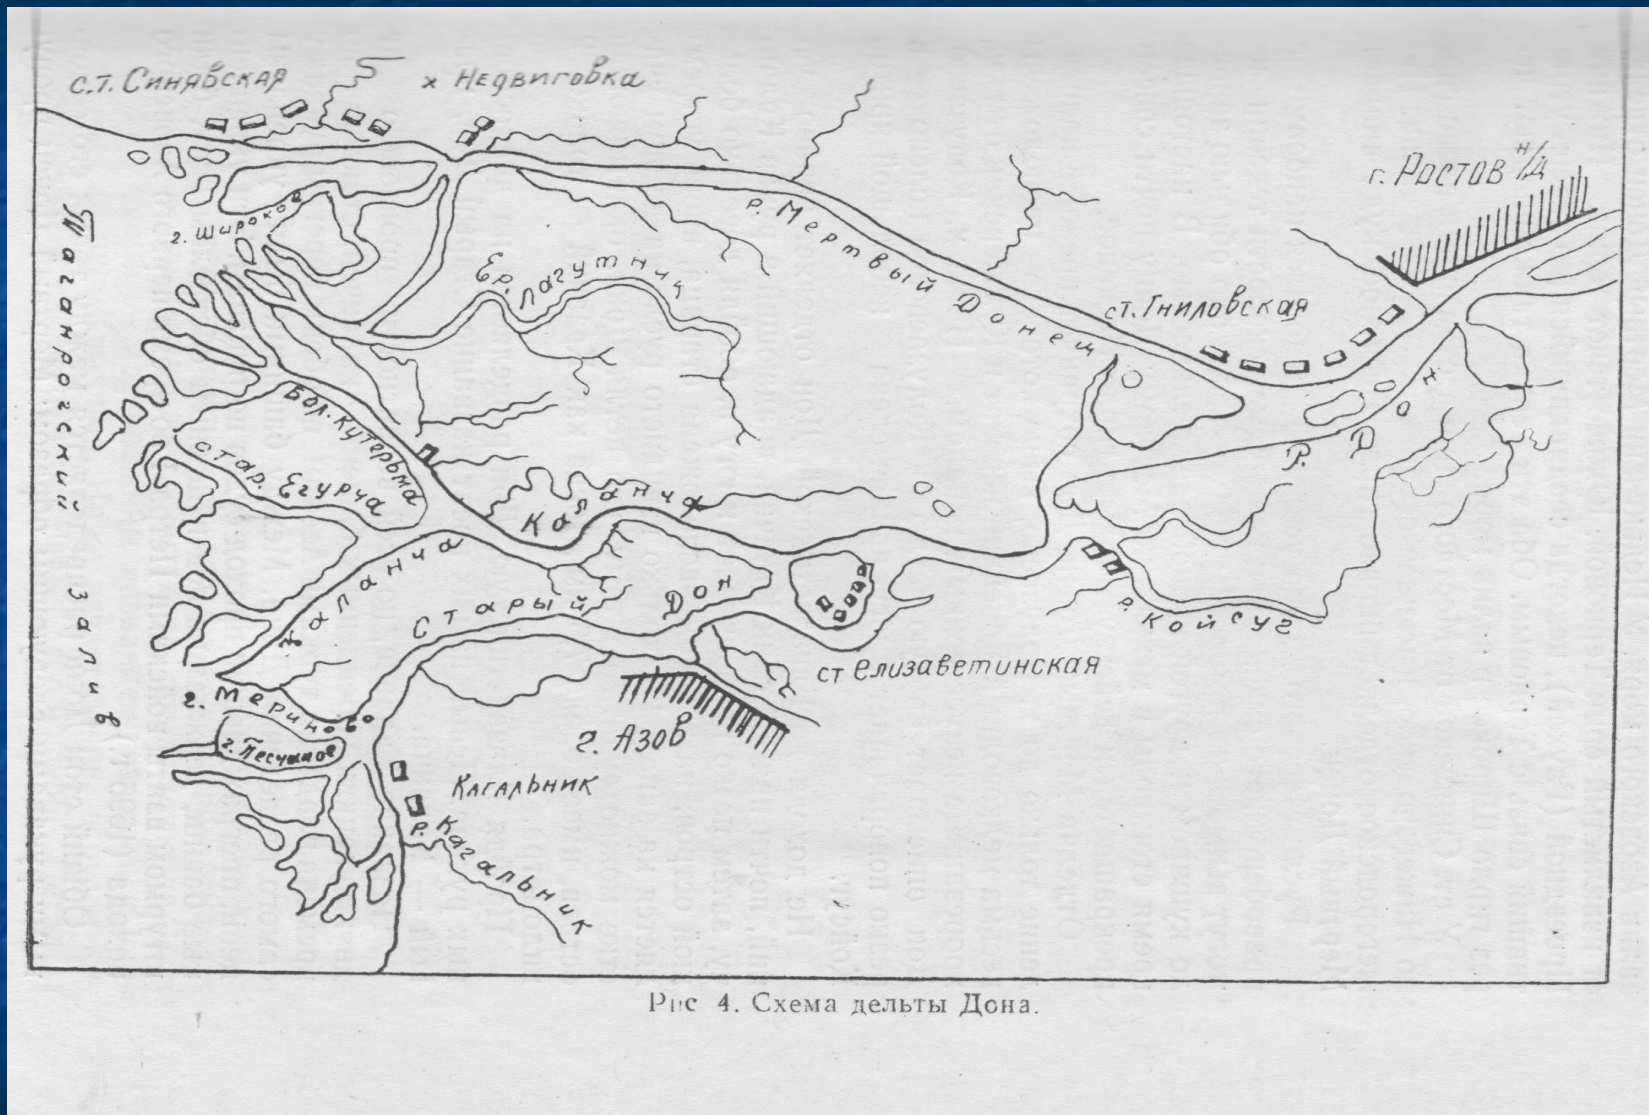 с.т. Синявская
х Недвиговка
г. Ростов н/д
г. Широкое
р. Мертвый Донец
Ер. Лагутник
ст. Гниловская
Таганрогский залив
Бол. Кутерьма
стар. Егурча
Р. Дон
Каланча
Каланча
Старый Дон
р. Койсуг
ст Елизаветинская
г. Мериново
г. Песчаное
г. Азов
Кагальник
р. Кагальник
Рис 4. Схема дельты Дона.